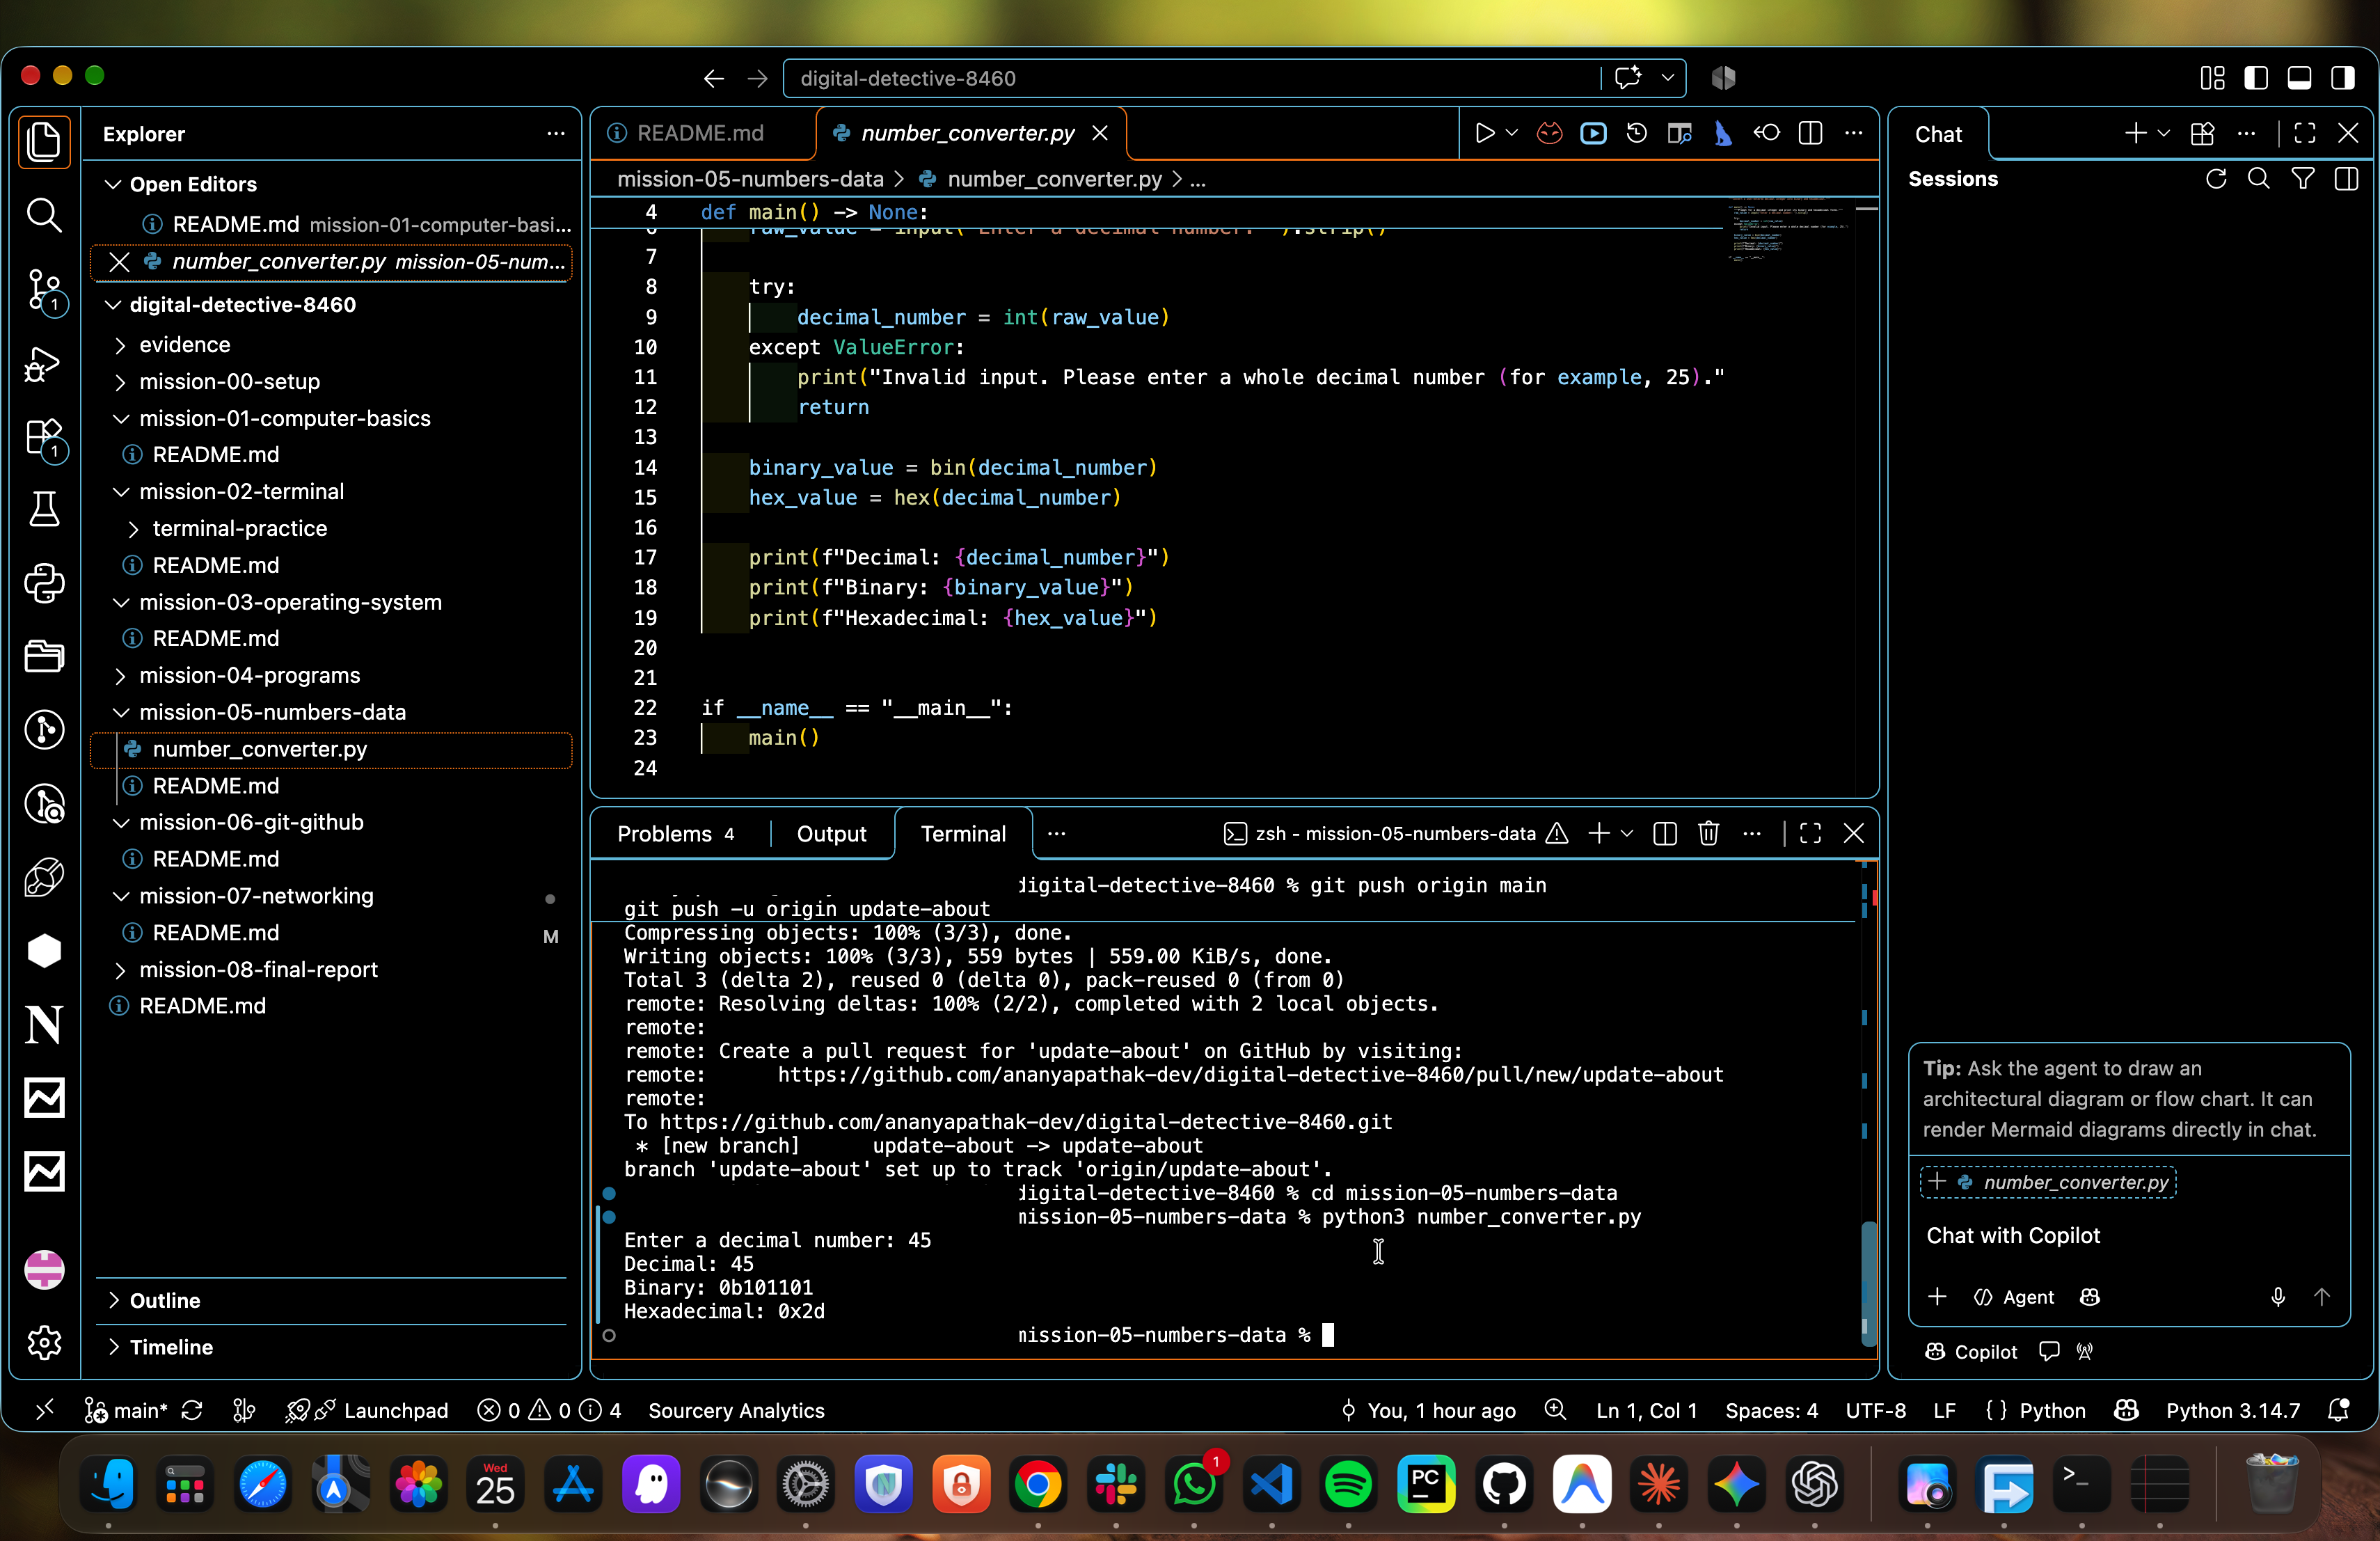 digital-detective-8460
Explorer
Open Editors
README.md mission-01-computer-basi...
number_converter.py mission-05-num...
digital-detective-8460
evidence
mission-00-setup
mission-01-computer-basics
README.md
mission-02-terminal
terminal-practice
README.md
mission-03-operating-system
README.md
mission-04-programs
mission-05-numbers-data
number_converter.py
README.md
mission-06-git-github
README.md
mission-07-networking
README.md M
mission-08-final-report
README.md
Outline
Timeline
1
1
N
README.md
number_converter.py
mission-05-numbers-data > number_converter.py > ...
4 def main() -> None:
6 raw_value = input("Enter a decimal number: ").strip()
7
8 try:
9 decimal_number = int(raw_value)
10 except ValueError:
11 print("Invalid input. Please enter a whole decimal number (for example, 25)."
12 return
13
14 binary_value = bin(decimal_number)
15 hex_value = hex(decimal_number)
16
17 print(f"Decimal: {decimal_number}")
18 print(f"Binary: {binary_value}")
19 print(f"Hexadecimal: {hex_value}")
20
21
22 if __name__ == "__main__":
23 main()
24
Problems 4
Output
Terminal
zsh - mission-05-numbers-data
digital-detective-8460 % git push origin main
git push -u origin update-about
Compressing objects: 100% (3/3), done.
Writing objects: 100% (3/3), 559 bytes | 559.00 KiB/s, done.
Total 3 (delta 2), reused 0 (delta 0), pack-reused 0 (from 0)
remote: Resolving deltas: 100% (2/2), completed with 2 local objects.
remote:
remote: Create a pull request for 'update-about' on GitHub by visiting:
remote: https://github.com/ananyapathak-dev/digital-detective-8460/pull/new/update-about
remote:
To https://github.com/ananyapathak-dev/digital-detective-8460.git
* [new branch] update-about -> update-about
branch 'update-about' set up to track 'origin/update-about'.
digital-detective-8460 % cd mission-05-numbers-data
mission-05-numbers-data % python3 number_converter.py
Enter a decimal number: 45
Decimal: 45
Binary: 0b101101
Hexadecimal: 0x2d
mission-05-numbers-data %
Chat
Sessions
Tip: Ask the agent to draw an
architectural diagram or flow chart. It can
render Mermaid diagrams directly in chat.
number_converter.py
Chat with Copilot
Agent
Copilot
main*
Launchpad
0 0 4
Sourcery Analytics
You, 1 hour ago
Ln 1, Col 1
Spaces: 4
UTF-8
LF
{ } Python
Python 3.14.7
Wed
25
N
1
PC